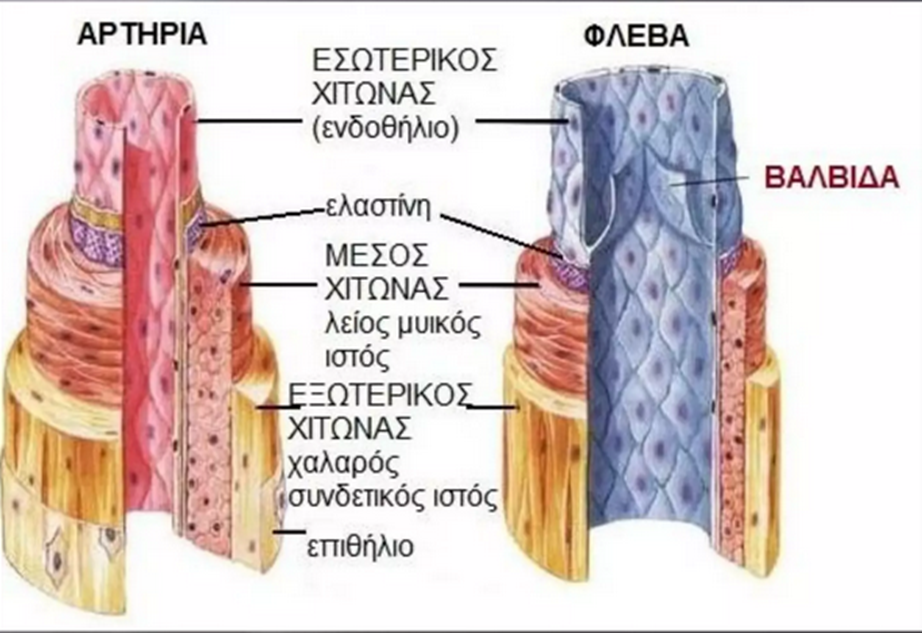 ΑΡΤΗΡΙΑ
ΦΛΕΒΑ
ΕΣΩΤΕΡΙΚΟΣ
ΧΙΤΩΝΑΣ
(ενδοθήλιο)
ΒΑΛΒΙΔΑ
ελαστίνη
ΜΕΣΟΣ
ΧΙΤΩΝΑΣ
λείος μυικός
ιστός
ΕΞΩΤΕΡΙΚΟΣ
ΧΙΤΩΝΑΣ
χαλαρός
συνδετικός ιστός
επιθήλιο